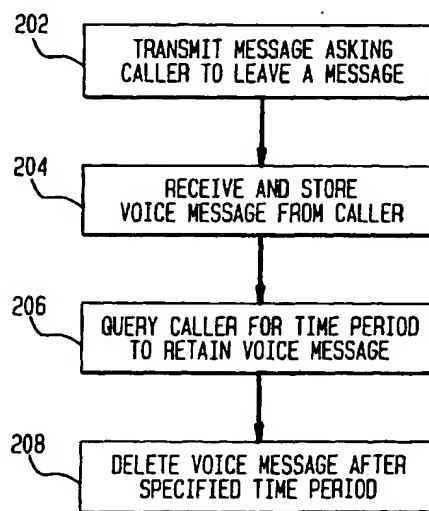 202
TRANSMIT MESSAGE ASKING
CALLER TO LEAVE A MESSAGE
204
RECEIVE AND STORE
VOICE MESSAGE FROM CALLER
206
QUERY CALLER FOR TIME PERIOD
TO RETAIN VOICE MESSAGE
208
DELETE VOICE MESSAGE AFTER
SPECIFIED TIME PERIOD